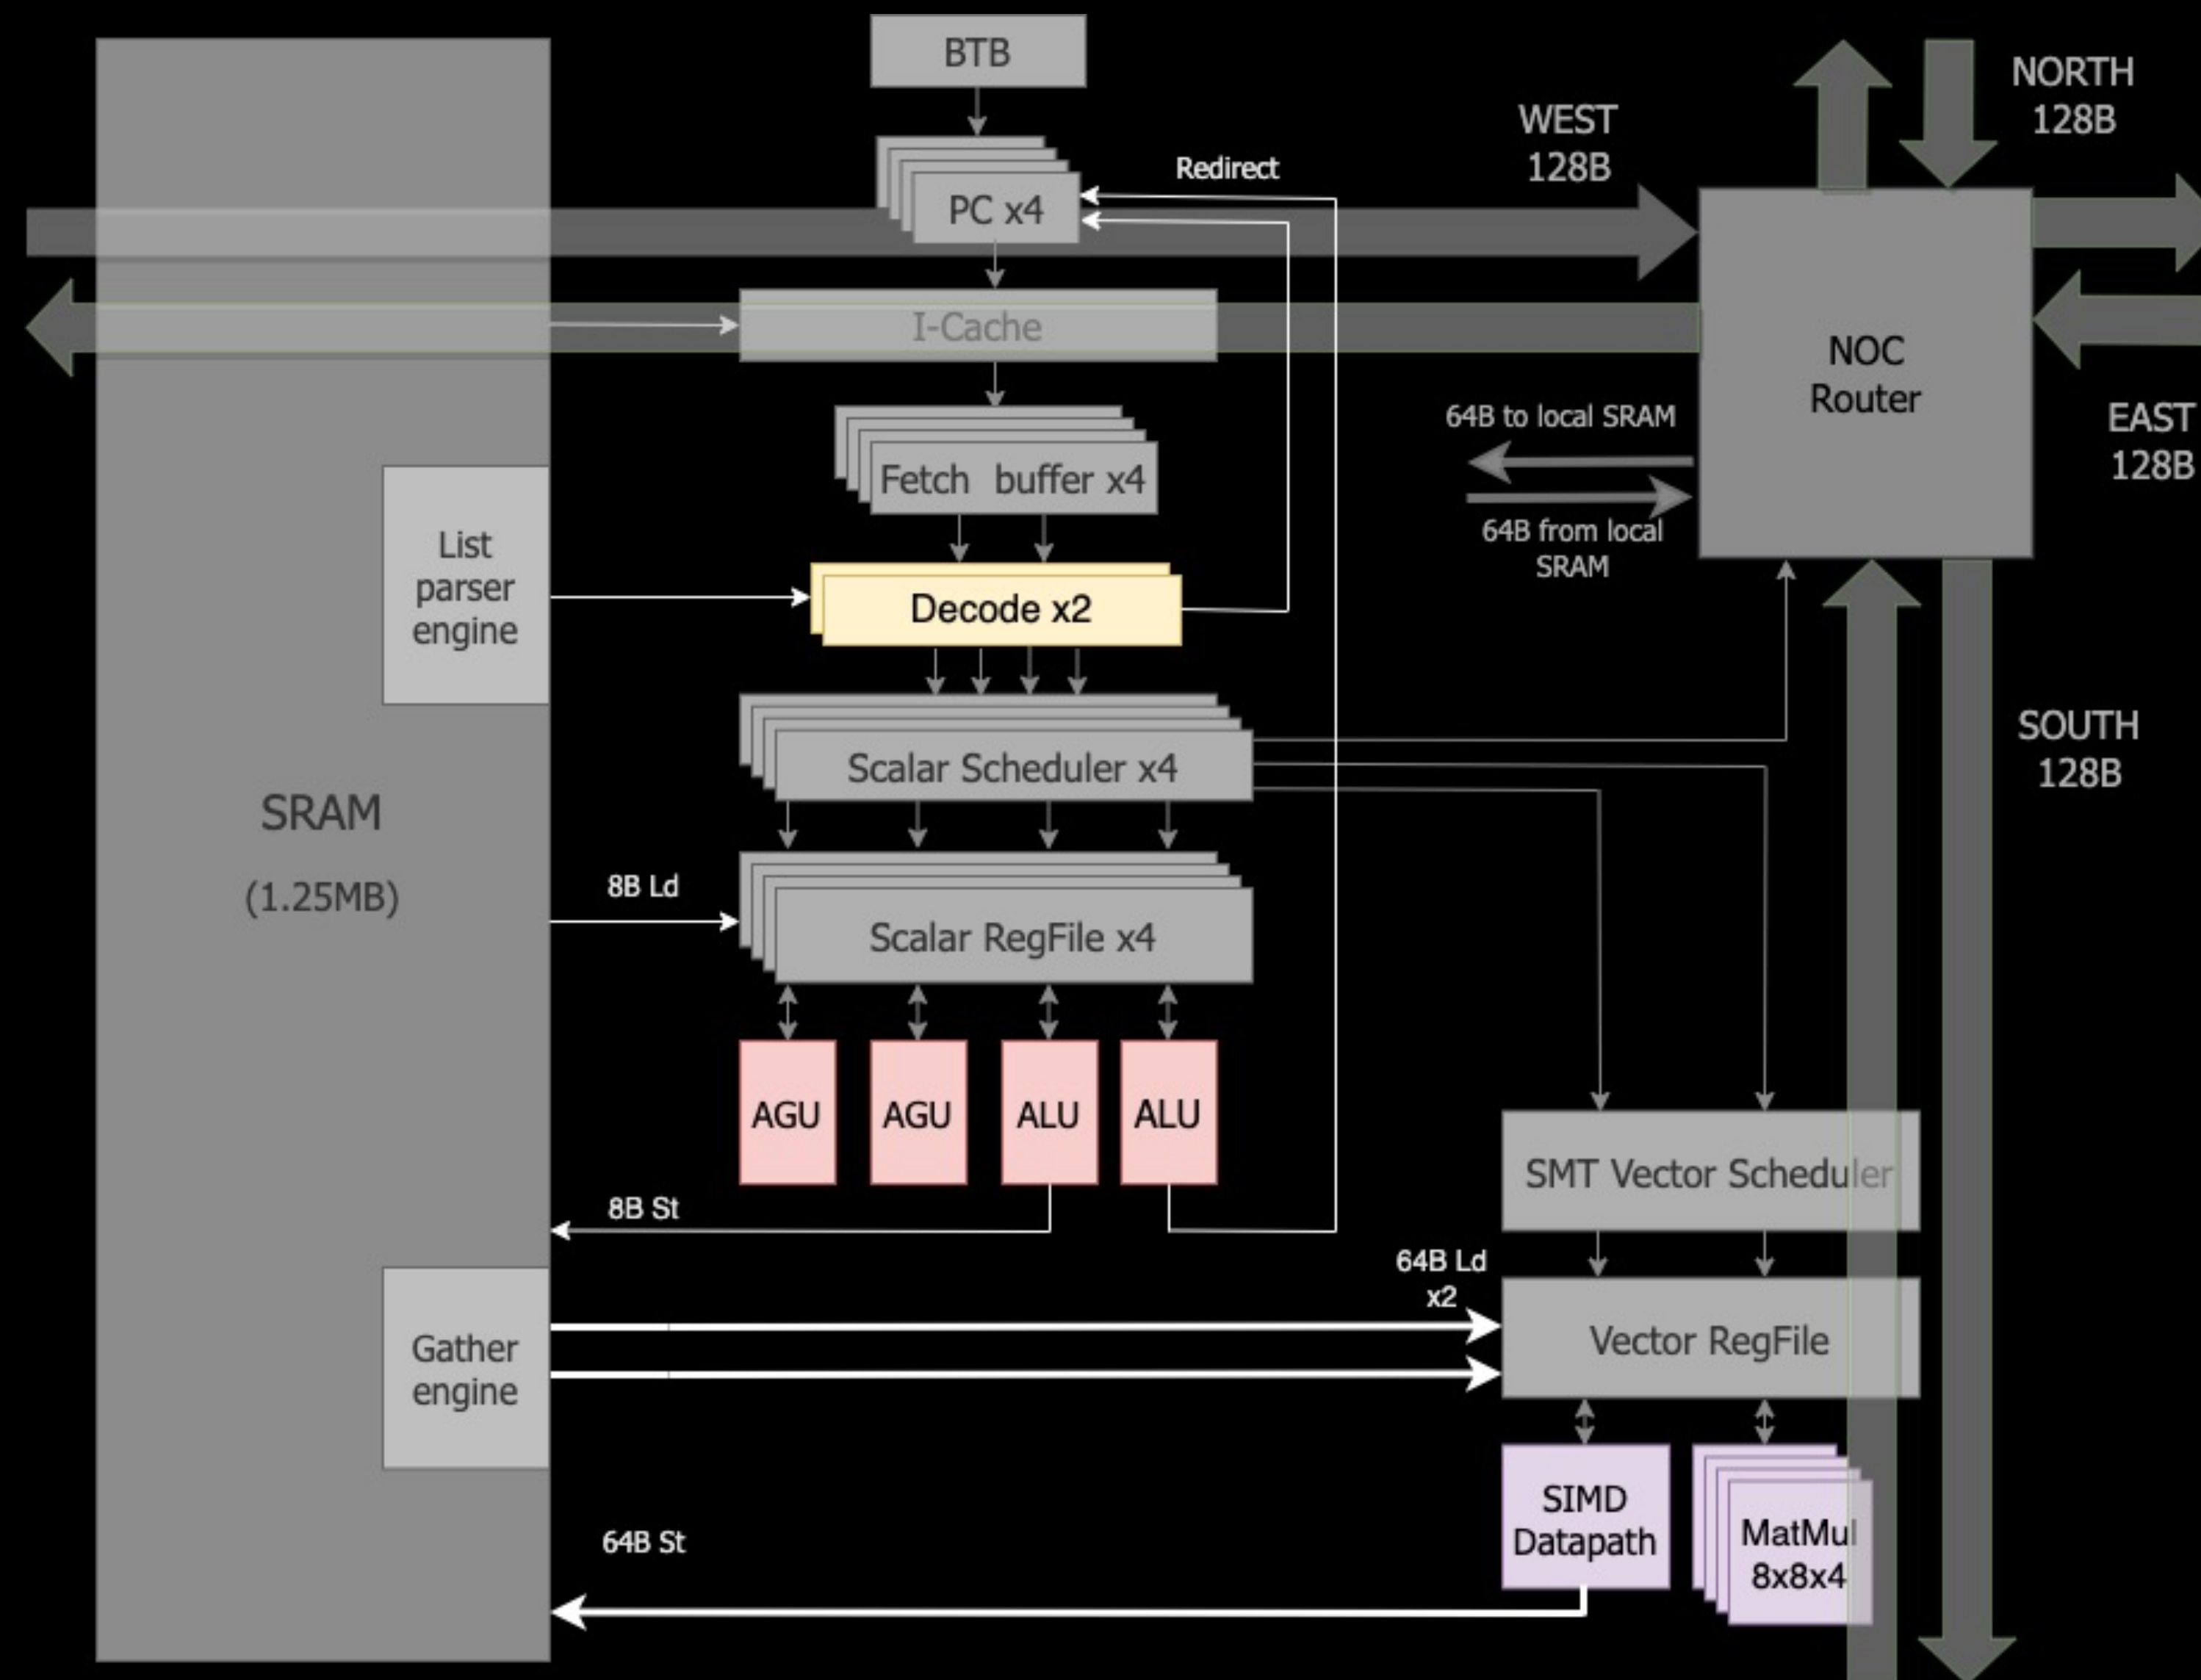 BTB
NORTH
128B
WEST
128B
Redirect
PC x4
I-Cache
NOC
Router
64B to local SRAM
EAST
128B
Fetch buffer x4
64B from local
SRAM
List
parser
engine
Decode x2
SOUTH
128B
Scalar Scheduler x4
SRAM
(1.25MB)
8B Ld
Scalar RegFile x4
AGU
AGU
ALU
ALU
SMT Vector Scheduler
8B St
64B Ld
x2
Gather
engine
Vector RegFile
SIMD
Datapath
MatMul
8x8x4
64B St